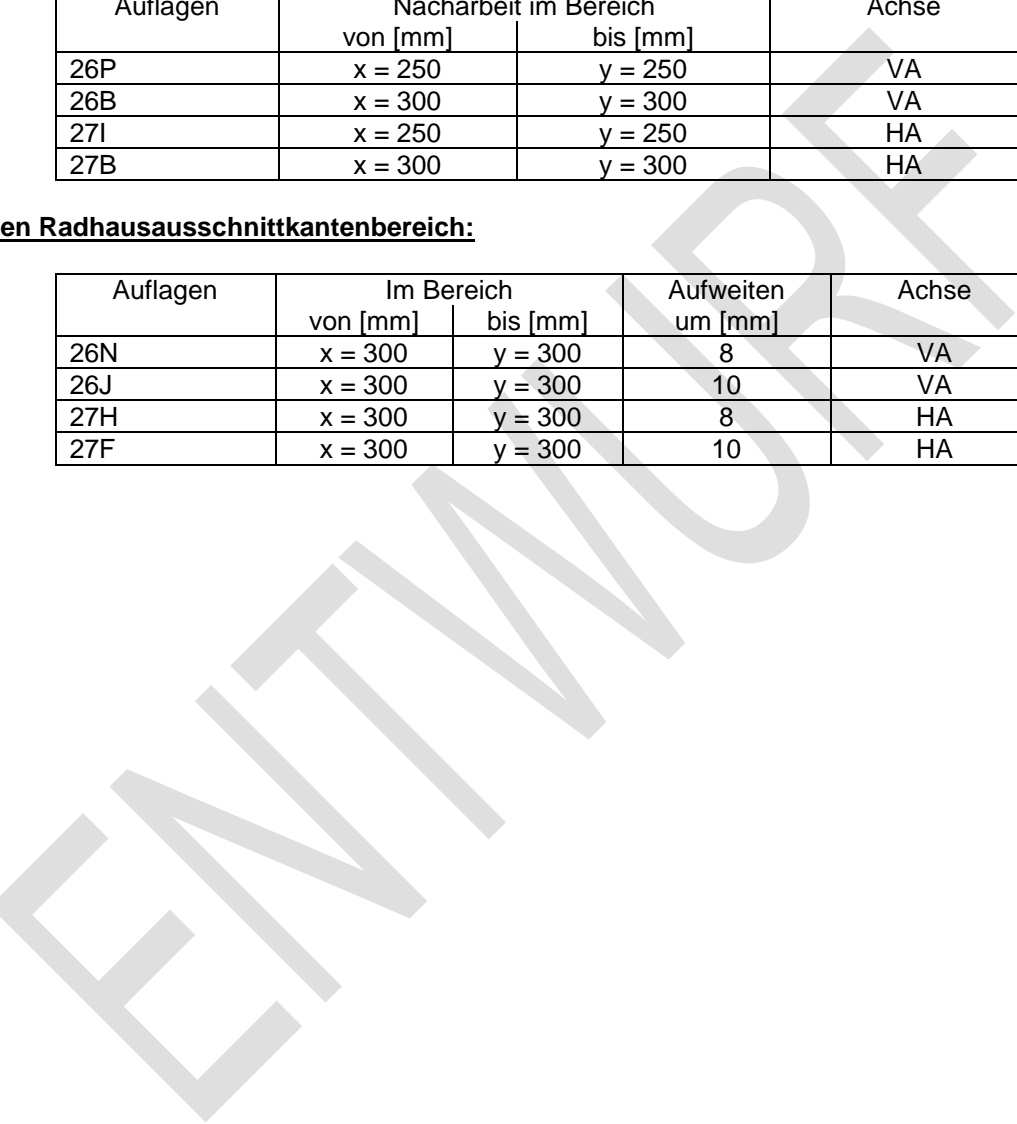 Auflagen Nacharbeit im Bereich Achse
von [mm] bis [mm]
26P x = 250 y = 250 VA
26B x = 300 y = 300 VA
27I x = 250 y = 250 HA
27B x = 300 y = 300 HA
en Radhausausschnittkantenbereich:
Auflagen Im Bereich Aufweiten Achse
von [mm] bis [mm] um [mm]
26N x = 300 y = 300 8 VA
26J x = 300 y = 300 10 VA
27H x = 300 y = 300 8 HA
27F x = 300 y = 300 10 HA
ENTWURF